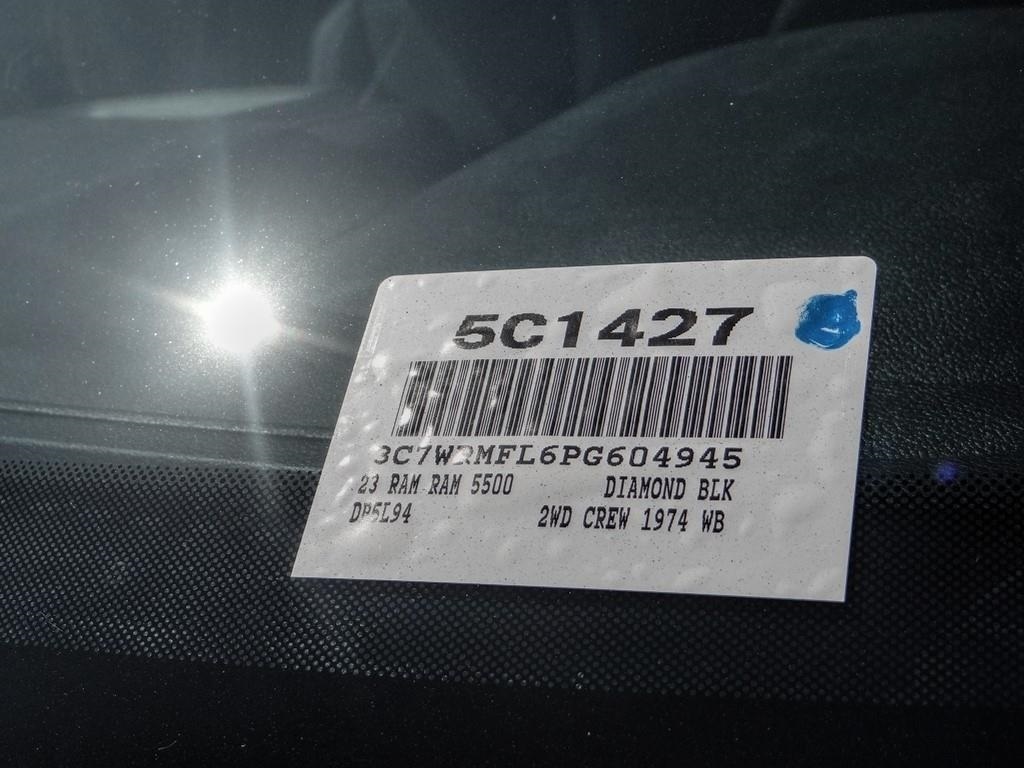 5C1427
3C7WRMFL6PG604945
23 RAM RAM 5500 DIAMOND BLK
DP5L94 2WD CREW 1974 WB